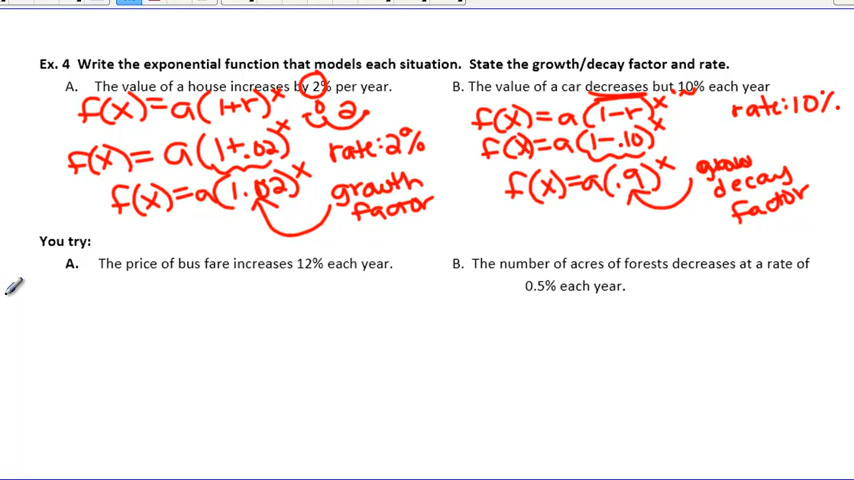 Ex. 4 Write the exponential function that models each situation. State the growth/decay factor and rate.
A. The value of a house increases by 2% per year.
f(x)=a(1+r)^x
0 2
f(x)=a(1+.02)^x
rate:2%
f(x)=a(1.02)^x
growth
factor
B. The value of a car decreases but 10% each year
f(x)=a(1-r)^x
rate:10%.
f(x)=a(1-.10)^x
f(x)=a(.9)^x
grow
decay
factor
You try:
A. The price of bus fare increases 12% each year.
B. The number of acres of forests decreases at a rate of
0.5% each year.